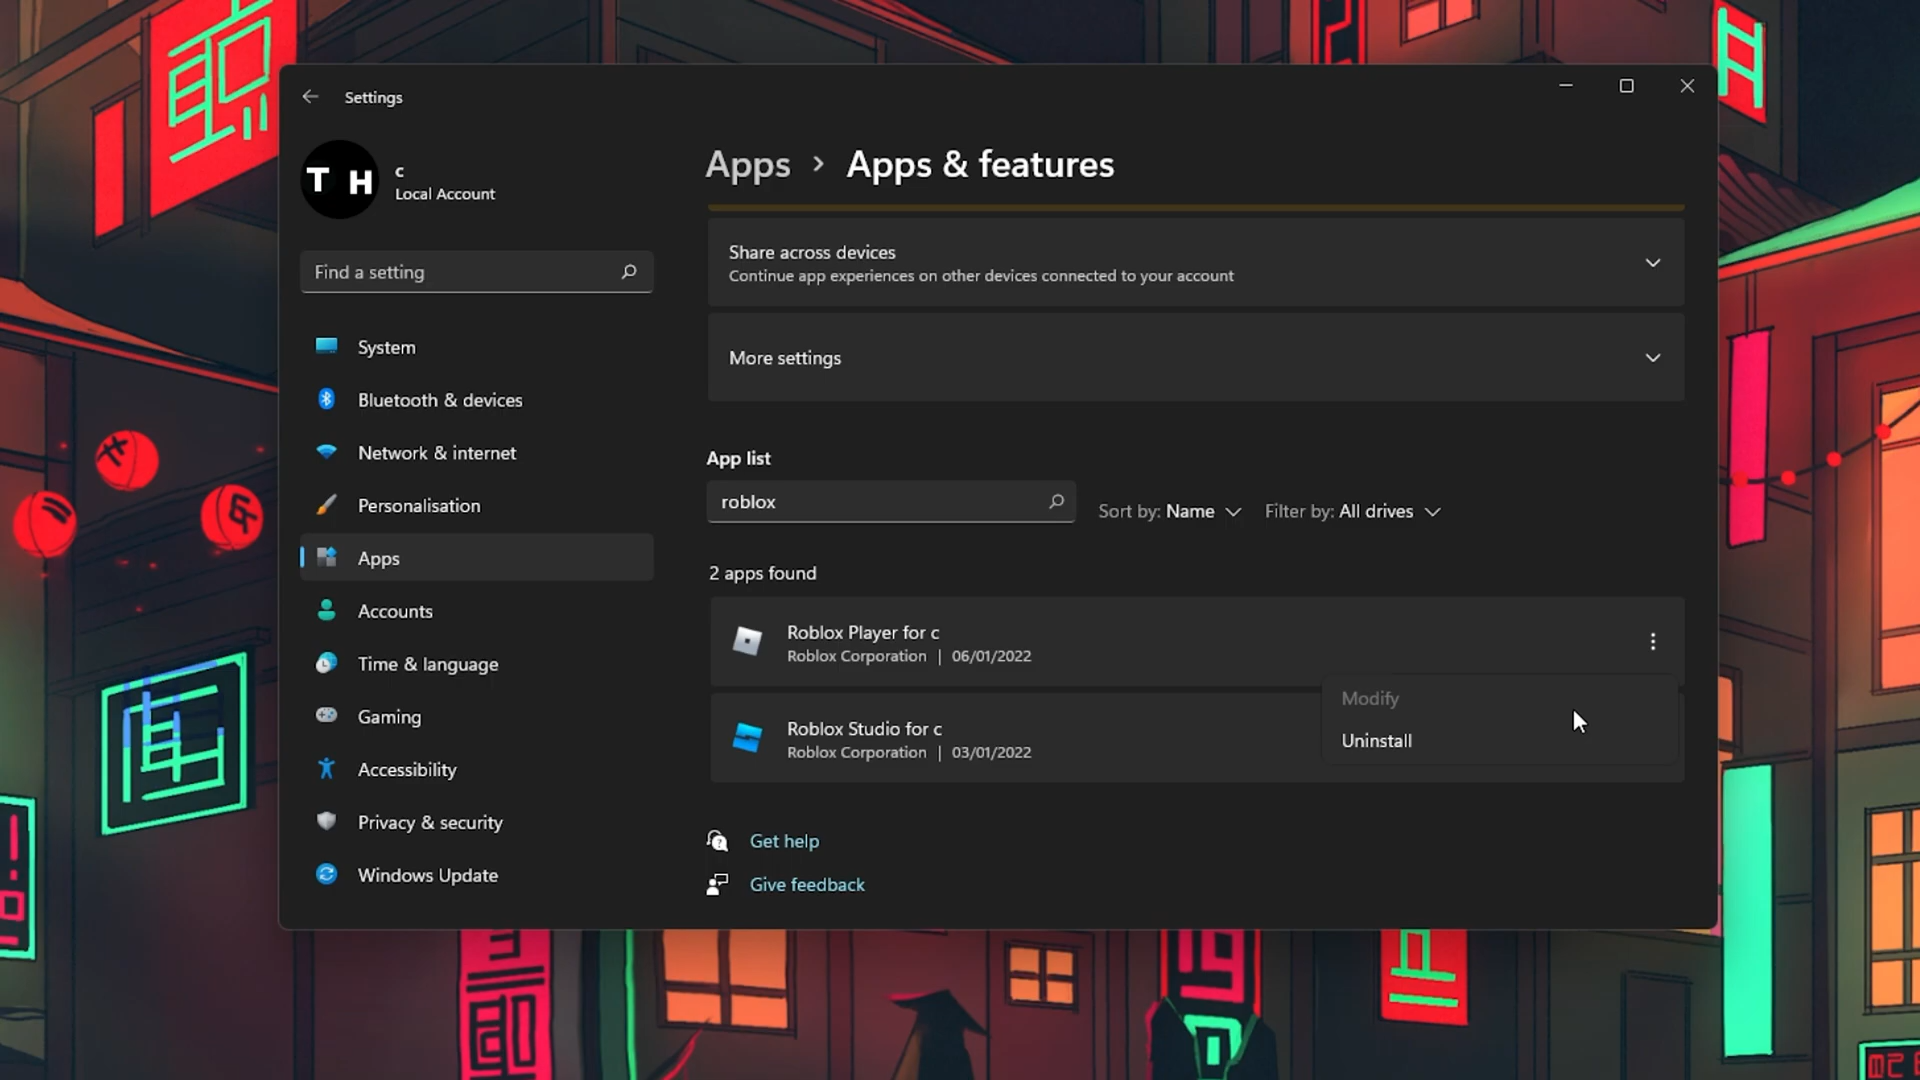 Settings
T H
c
Local Account
Find a setting
System
Bluetooth & devices
Network & internet
Personalisation
Apps
Accounts
Time & language
Gaming
Accessibility
Privacy & security
Windows Update
Apps > Apps & features
Share across devices
Continue app experiences on other devices connected to your account
More settings
App list
roblox
Sort by: Name
Filter by: All drives
2 apps found
Roblox Player for c
Roblox Corporation | 06/01/2022
Modify
Uninstall
Roblox Studio for c
Roblox Corporation | 03/01/2022
Get help
Give feedback